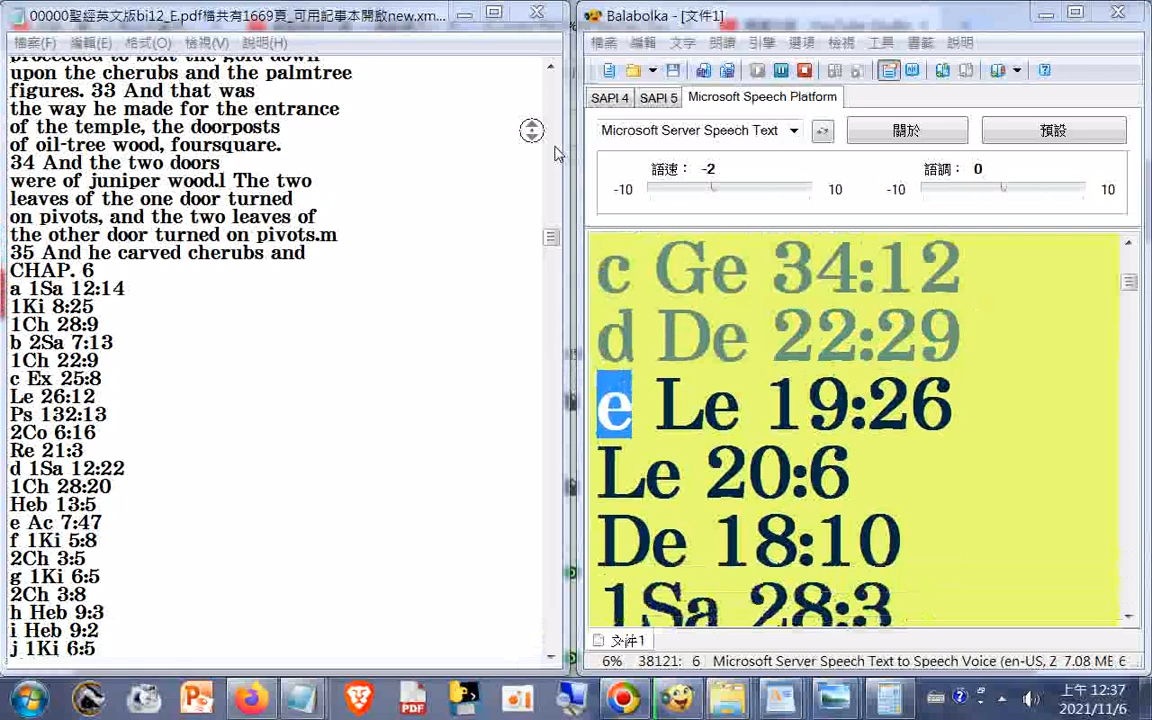 00000聖經英文版bi12_E.pdf檔共有1669頁_可用記事本開啟new.xm...
檔案(F) 編輯(E) 格式(O) 檢視(V) 說明(H)
proceeded to beat the gold down
upon the cherubs and the palmtree
figures. 33 And that was
the way he made for the entrance
of the temple, the doorposts
of oil-tree wood, foursquare.
34 And the two doors
were of juniper wood.l The two
leaves of the one door turned
on pivots, and the two leaves of
the other door turned on pivots.m
35 And he carved cherubs and
CHAP. 6
a 1Sa 12:14
1Ki 8:25
1Ch 28:9
b 2Sa 7:13
1Ch 22:9
c Ex 25:8
Le 26:12
Ps 132:13
2Co 6:16
Re 21:3
d 1Sa 12:22
1Ch 28:20
Heb 13:5
e Ac 7:47
f 1Ki 5:8
2Ch 3:5
g 1Ki 6:5
2Ch 3:8
h Heb 9:3
i Heb 9:2
j 1Ki 6:5
Balabolka - [文件1]
檔案 編輯 文字 朗讀 引擎 選項 檢視 工具 書籤 說明
SAPI 4 SAPI 5 Microsoft Speech Platform
Microsoft Server Speech Text 關於 預設
語速： -2 語調： 0
-10 10 -10 10
c Ge 34:12
d De 22:29
e Le 19:26
Le 20:6
De 18:10
1Sa 28:3
文件1
6% 38121: 6 Microsoft Server Speech Text to Speech Voice (en-US, Z 7.08 MB 6
PDF
上午 12:37
2021/11/6